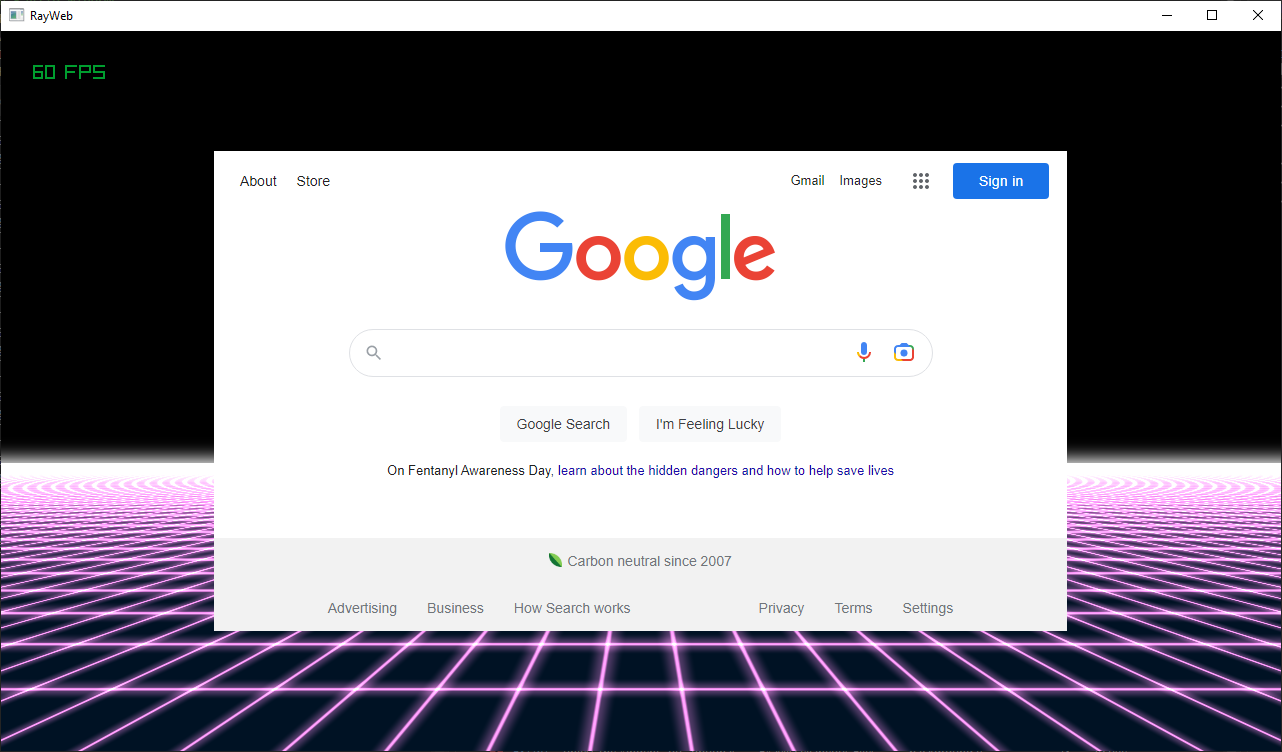 RayWeb
60 FPS
About Store Gmail Images Sign in
Google
Google Search I'm Feeling Lucky
On Fentanyl Awareness Day, learn about the hidden dangers and how to help save lives
Carbon neutral since 2007
Advertising Business How Search works Privacy Terms Settings